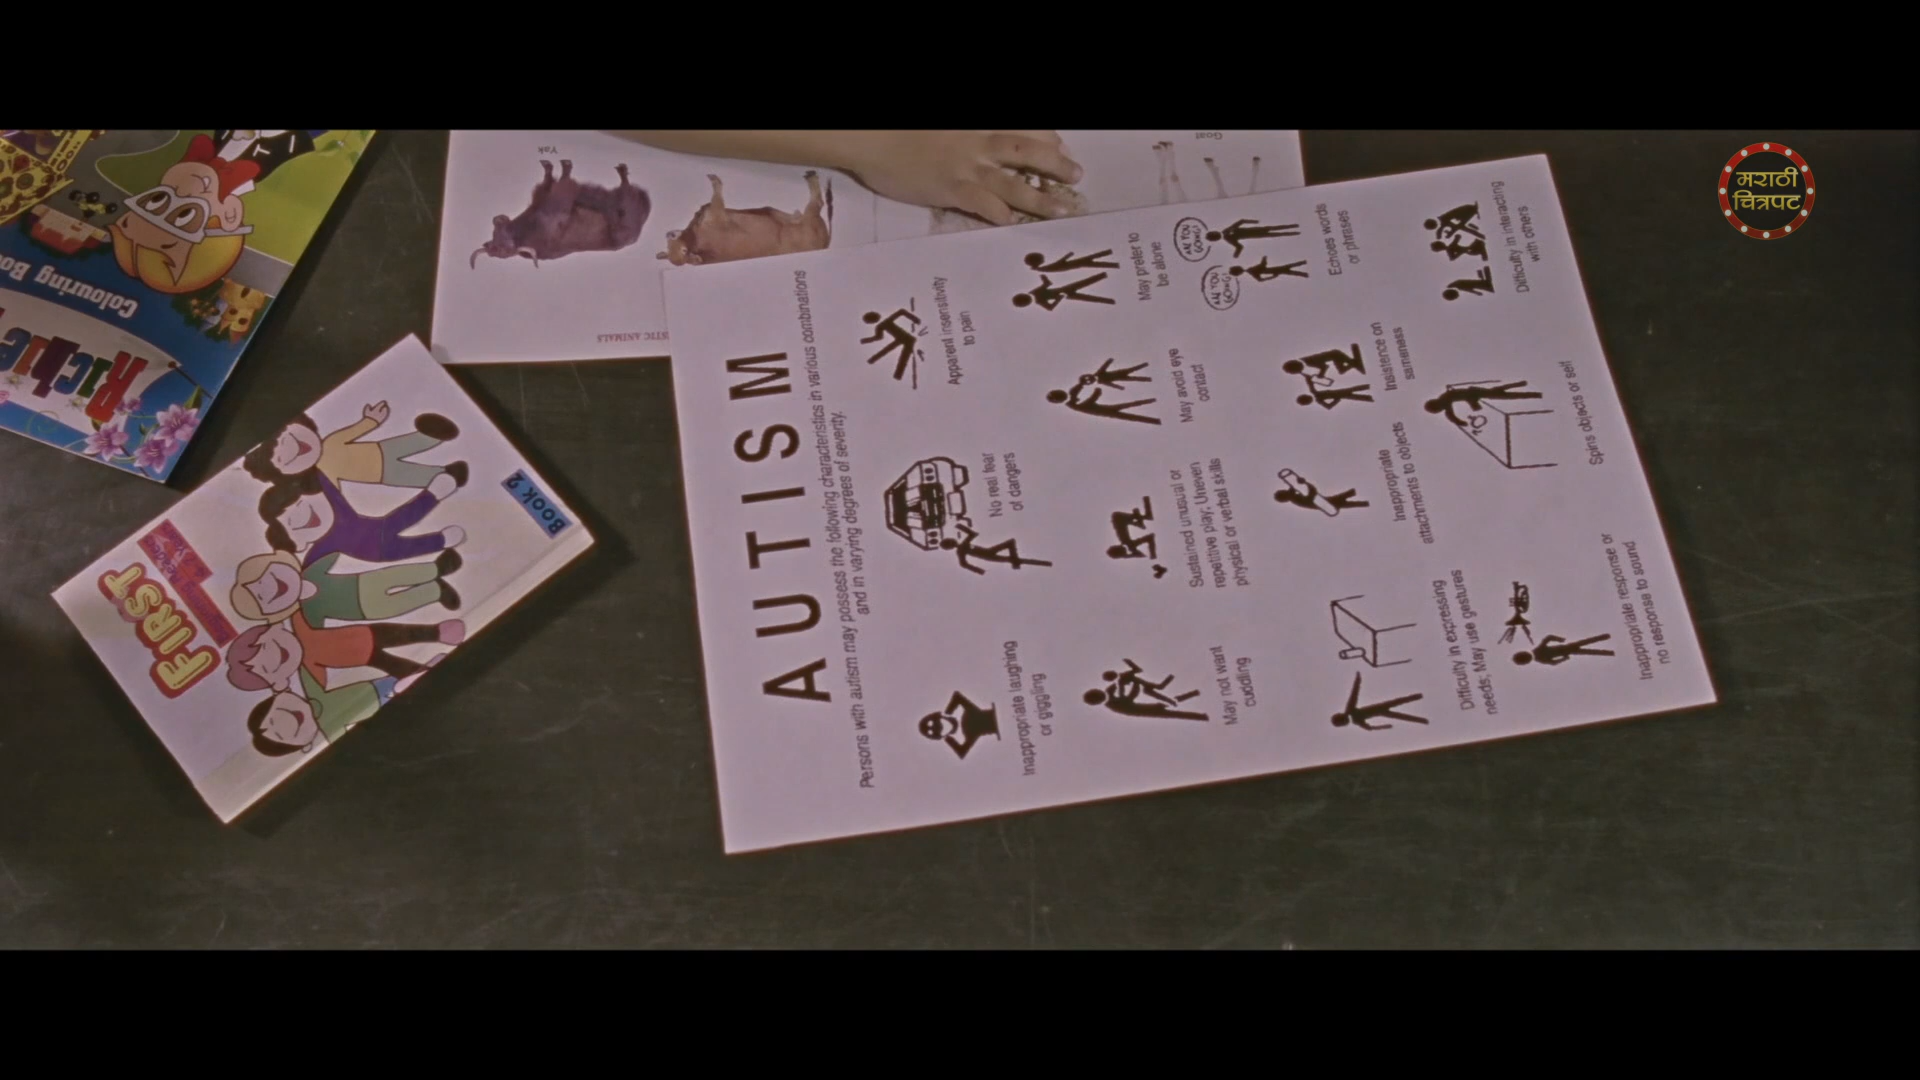 मराठी
चित्रपट
Yak
Goat
Colouring
Richie
FIRST
Book 2
AUTISM
Persons with autism may possess the following characteristics in various combinations
and in varying degrees of severity.
Inappropriate laughing
or giggling
No real fear
of dangers
Apparent insensitivity
to pain
May not want
cuddling
Sustained unusual or
repetitive play; Uneven
physical or verbal skills
May avoid eye
contact
May prefer to
be alone
Difficulty in expressing
needs; May use gestures
Inappropriate
attachments to objects
Insistence on
sameness
Echoes words
or phrases
Inappropriate response or
no response to sound
Spins objects or self
Difficulty in interacting
with others